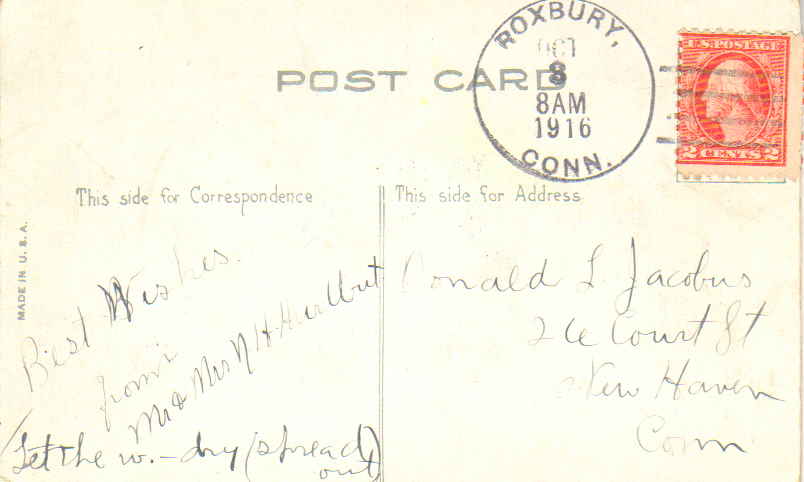 POST CARD
ROXBURY,
OCT
8
8AM
1916
CONN.
U.S. POSTAGE
2 CENTS 2
This side for Correspondence
This side for Address
MADE IN U.S.A.
Best Wishes.
from
Mr & Mrs N H Hurlbut
(Let the w. - dry (spread
out)
Donald L. Jacobus
26 Court St
New Haven
Conn